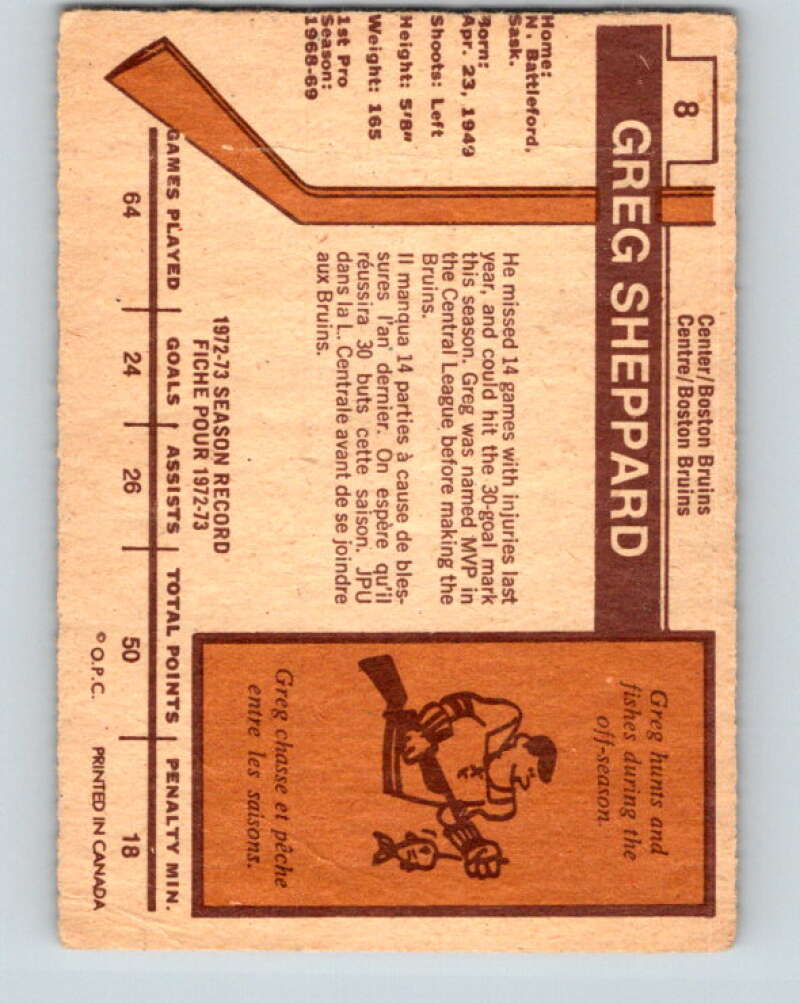 8
Center/Boston Bruins
Centre/Boston Bruins
GREG SHEPPARD
Home:
N. Battleford,
Sask.
Born:
Apr. 23, 1949
Shoots: Left
Height: 5'8"
Weight: 165
1st Pro
Season:
1968-69
He missed 14 games with injuries last
year, and could hit the 30-goal mark
this season. Greg was named MVP in
the Central League before making the
Bruins.
Il manqua 14 parties à cause de bles-
sures l'an dernier. On espère qu'il
réussira 30 buts cette saison. JPU
dans la L. Centrale avant de se joindre
aux Bruins.
Greg hunts and
fishes during the
off-season.
Greg chasse et pêche
entre les saisons.
1972-73 SEASON RECORD
FICHE POUR 1972-73
GAMES PLAYED | GOALS | ASSISTS | TOTAL POINTS | PENALTY MIN.
64 24 26 50 18
© O.P.C. PRINTED IN CANADA